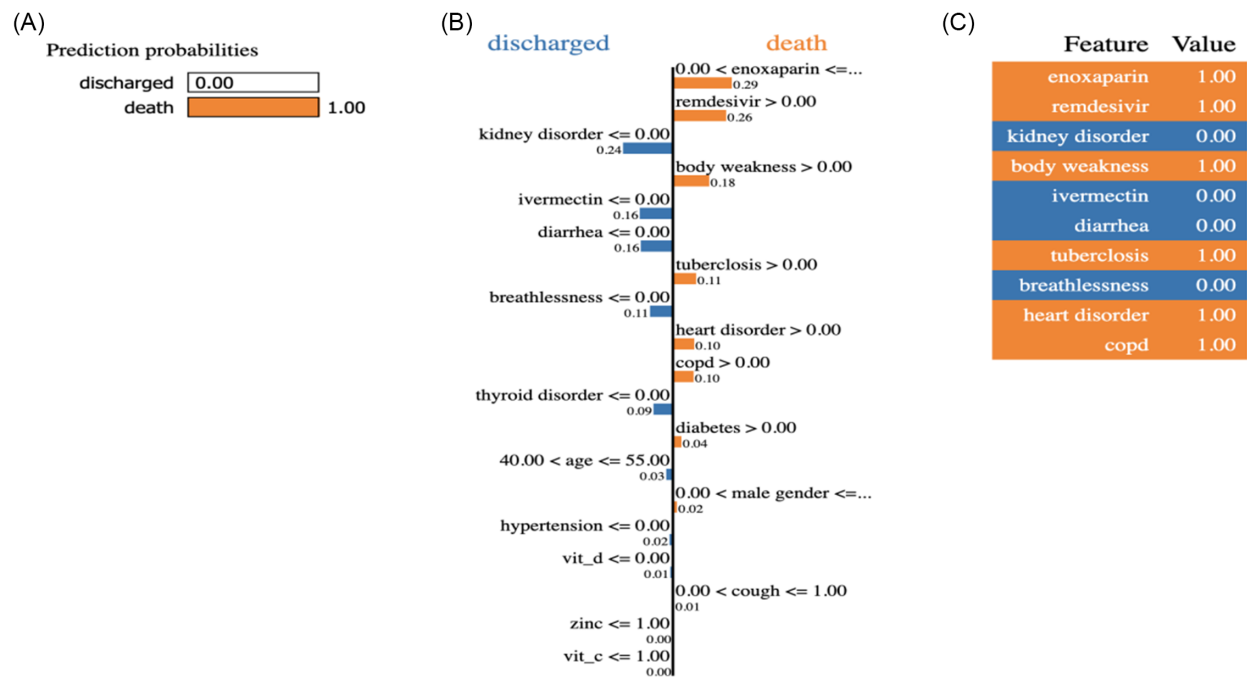 (A)
Prediction probabilities
discharged 0.00
death 1.00
(B)
discharged death
0.00 < enoxaparin <=...
0.29
remdesivir > 0.00
0.26
kidney disorder <= 0.00
0.24
body weakness > 0.00
0.18
ivermectin <= 0.00
0.16
diarrhea <= 0.00
0.16
tuberclosis > 0.00
0.11
breathlessness <= 0.00
0.11
heart disorder > 0.00
0.10
copd > 0.00
0.10
thyroid disorder <= 0.00
0.09
diabetes > 0.00
0.04
40.00 < age <= 55.00
0.03
0.00 < male gender <=...
0.02
hypertension <= 0.00
0.02
vit_d <= 0.00
0.01
0.00 < cough <= 1.00
0.01
zinc <= 1.00
0.00
vit_c <= 1.00
0.00
(C)
Feature Value
enoxaparin 1.00
remdesivir 1.00
kidney disorder 0.00
body weakness 1.00
ivermectin 0.00
diarrhea 0.00
tuberclosis 1.00
breathlessness 0.00
heart disorder 1.00
copd 1.00